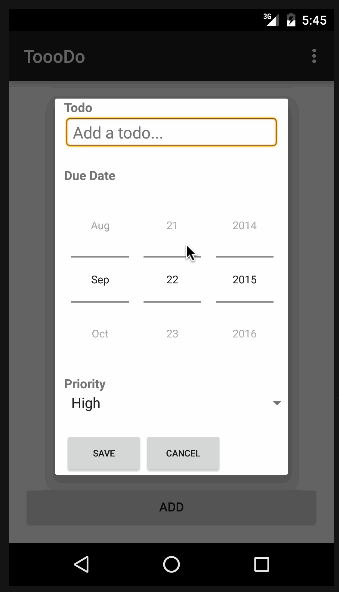 3G 5:45
ToooDo
Todo
Add a todo...
Due Date
Aug 21 2014
Sep 22 2015
Oct 23 2016
Priority
High
SAVE CANCEL
ADD